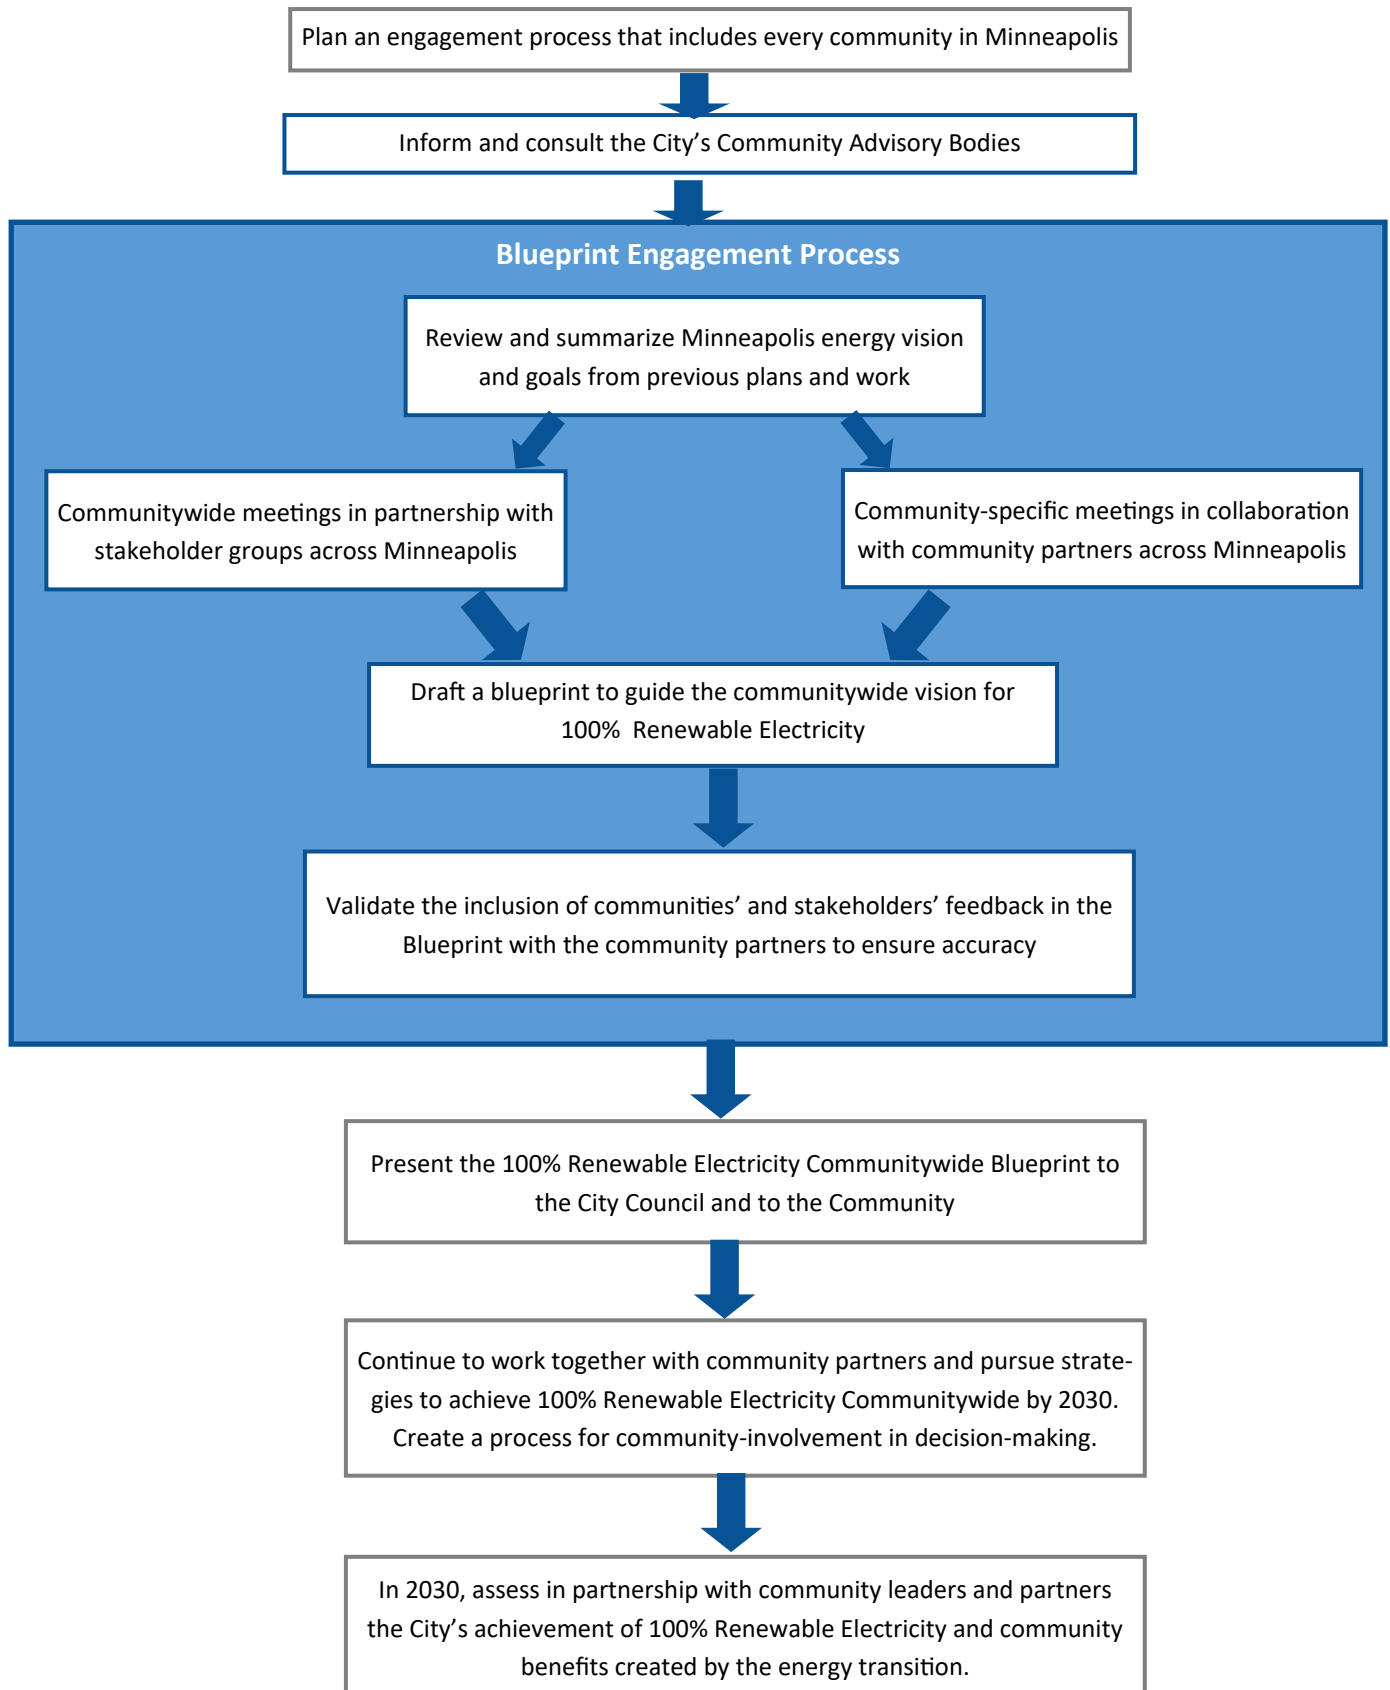 Plan an engagement process that includes every community in Minneapolis
Inform and consult the City’s Community Advisory Bodies
Blueprint Engagement Process
Review and summarize Minneapolis energy vision
and goals from previous plans and work
Communitywide meetings in partnership with
stakeholder groups across Minneapolis
Community-specific meetings in collaboration
with community partners across Minneapolis
Draft a blueprint to guide the communitywide vision for
100%  Renewable Electricity
Validate the inclusion of communities’ and stakeholders’ feedback in the
Blueprint with the community partners to ensure accuracy
Present the 100% Renewable Electricity Communitywide Blueprint to
the City Council and to the Community
Continue to work together with community partners and pursue strate-
gies to achieve 100% Renewable Electricity Communitywide by 2030.
Create a process for community-involvement in decision-making.
In 2030, assess in partnership with community leaders and partners
the City’s achievement of 100% Renewable Electricity and community
benefits created by the energy transition.